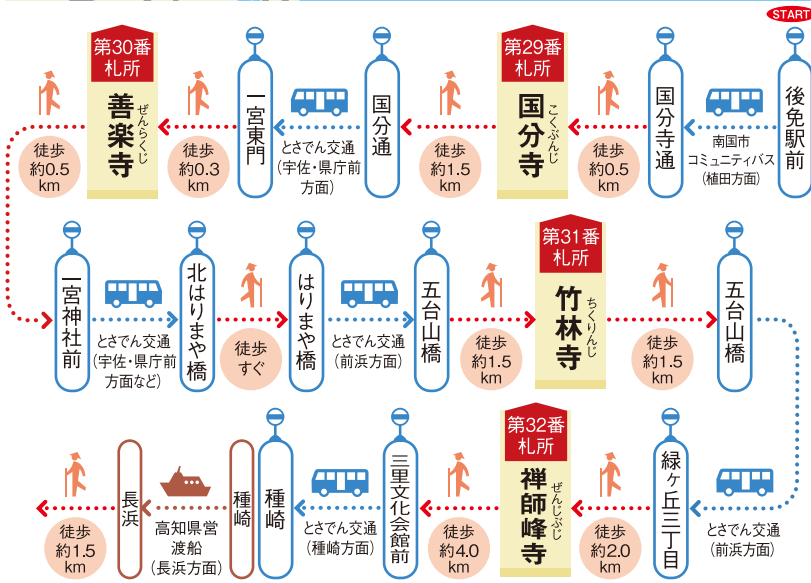 START
後免駅前
南国市
コミュニティバス
(植田方面)
国分寺通
徒歩
約0.5
km
第29番
札所
国分寺
こくぶんじ
徒歩
約1.5
km
国分通
とさでん交通
(宇佐・県庁前
方面)
一宮東門
徒歩
約0.3
km
第30番
札所
善楽寺
ぜんらくじ
徒歩
約0.5
km
一宮神社前
とさでん交通
(宇佐・県庁前
方面など)
北はりまや橋
徒歩
すぐ
はりまや橋
とさでん交通
(前浜方面)
五台山橋
徒歩
約1.5
km
第31番
札所
竹林寺
ちくりんじ
徒歩
約1.5
km
五台山橋
とさでん交通
(前浜方面)
緑ヶ丘三丁目
徒歩
約2.0
km
第32番
札所
禅師峰寺
ぜんじぶじ
徒歩
約4.0
km
三里文化会館前
とさでん交通
(種崎方面)
種崎
種崎
高知県営
渡船
(長浜方面)
長浜
徒歩
約1.5
km